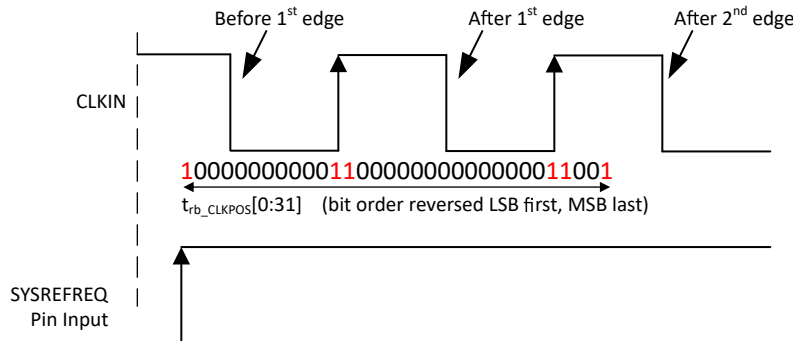 Before 1st edge
After 1st edge
After 2nd edge
CLKIN
10000000000110000000000000011001
trb_CLKPOS[0:31] (bit order reversed LSB first, MSB last)
SYSREFREQ
Pin Input